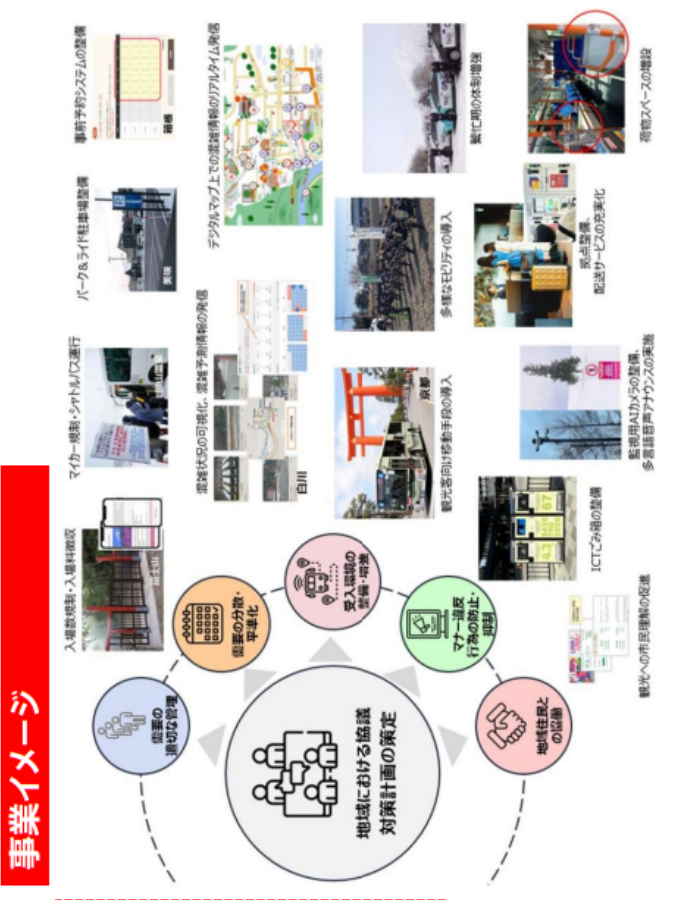 事業イメージ
地域における協議
対策計画の策定
需要の
適切な管理
需要の分散・
平準化
受入環境の
整備・増強
マナー違反
行為の防止・
抑制
地域住民と
の協働
入場数規制・入場料徴収
富士山
マイカー規制・シャトルバス運行
パーク＆ライド駐車場整備
美瑛
事前予約システムの整備
箱根
混雑状況の可視化、混雑予測情報の発信
白川
デジタルマップ上での混雑情報のリアルタイム発信
観光客向け移動手段の導入
京都
多様なモビリティの導入
繁忙期の体制増強
ICTごみ箱の整備
監視用AIカメラの整備、
多言語音声アナウンスの実施
拠点整備、
配送サービスの充実化
荷物スペースの増設
観光への市民理解の促進